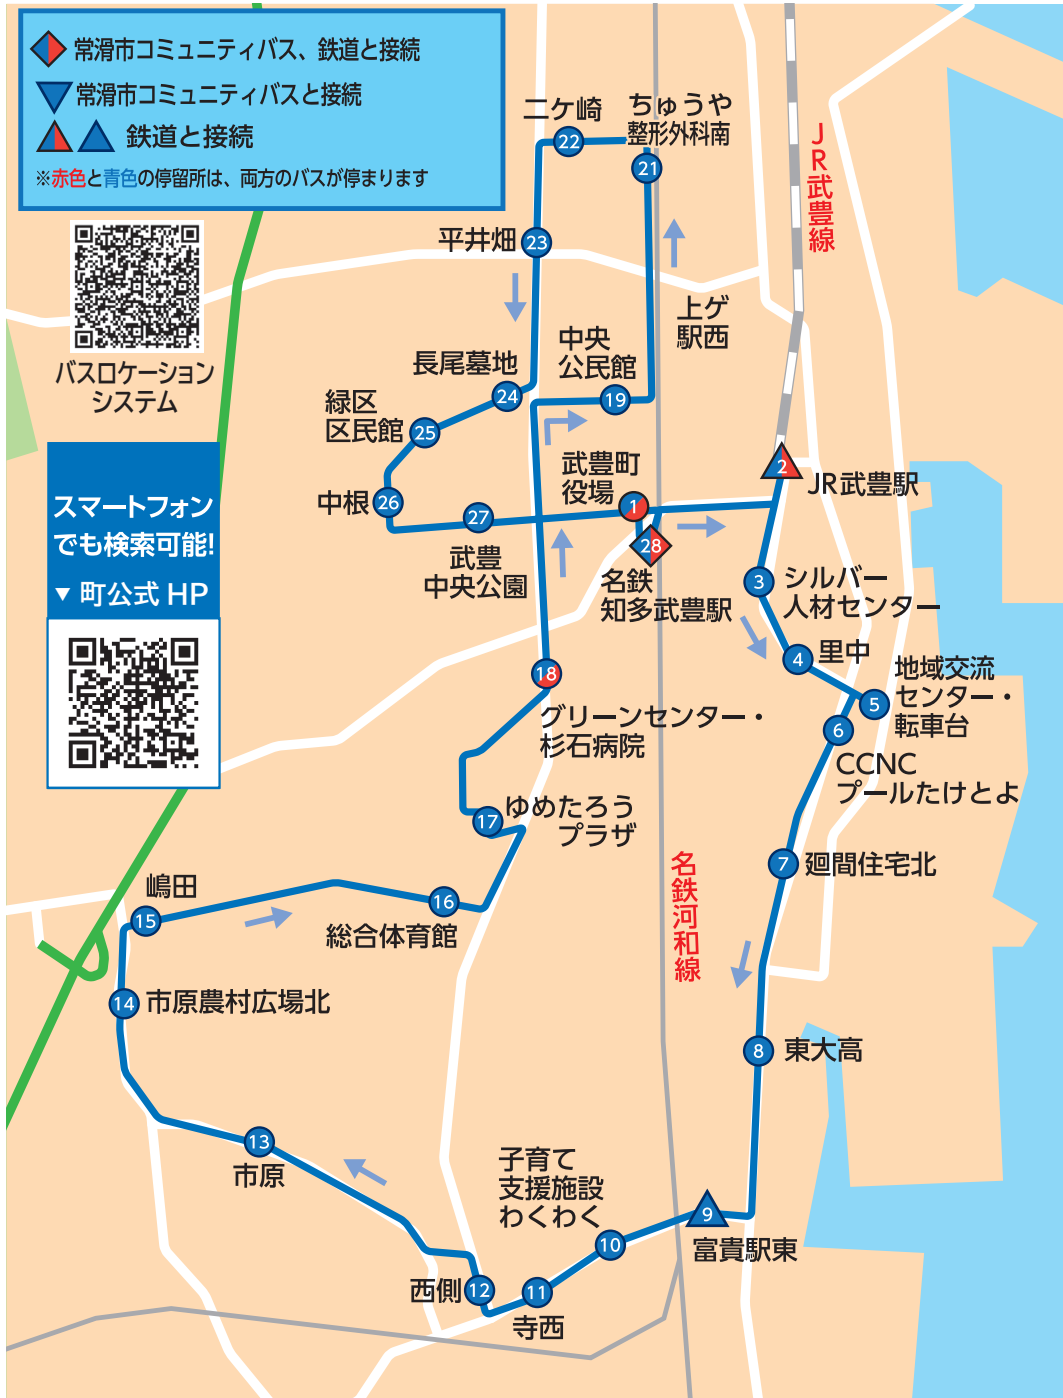 常滑市コミュニティバス、鉄道と接続
常滑市コミュニティバスと接続
鉄道と接続
※赤色と青色の停留所は、両方のバスが停まります
バスロケーション
システム
スマートフォン
でも検索可能!
▼町公式 HP
JR武豊線
名鉄河和線
二ケ崎
22
ちゅうや
整形外科南
21
平井畑
23
上ゲ
駅西
中央
公民館
19
長尾墓地
24
緑区
区民館
25
中根
26
27
武豊
中央公園
武豊町
役場
1
28
名鉄
知多武豊駅
2
JR武豊駅
3
シルバー
人材センター
4
里中
地域交流
センター・
転車台
5
6
CCNC
プールたけとよ
18
グリーンセンター・
杉石病院
17
ゆめたろう
プラザ
7
廻間住宅北
嶋田
15
16
総合体育館
14
市原農村広場北
8
東大高
13
市原
子育て
支援施設
わくわく
10
9
富貴駅東
西側
12
11
寺西